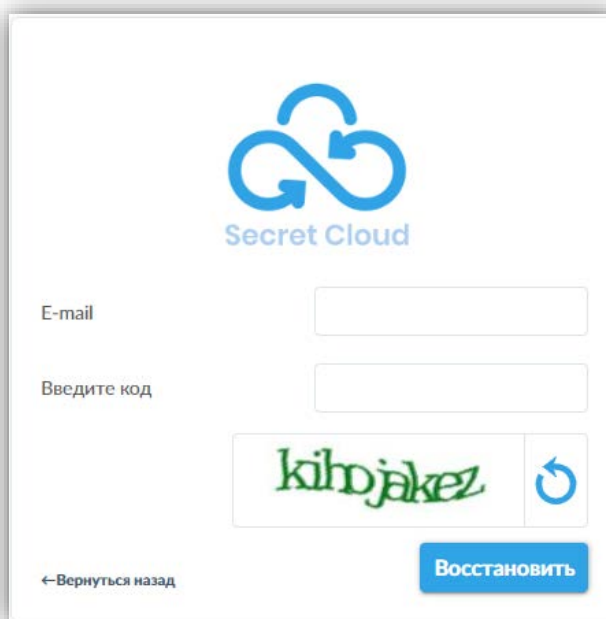 Secret Cloud
E-mail
Введите код
←Вернуться назад
Восстановить